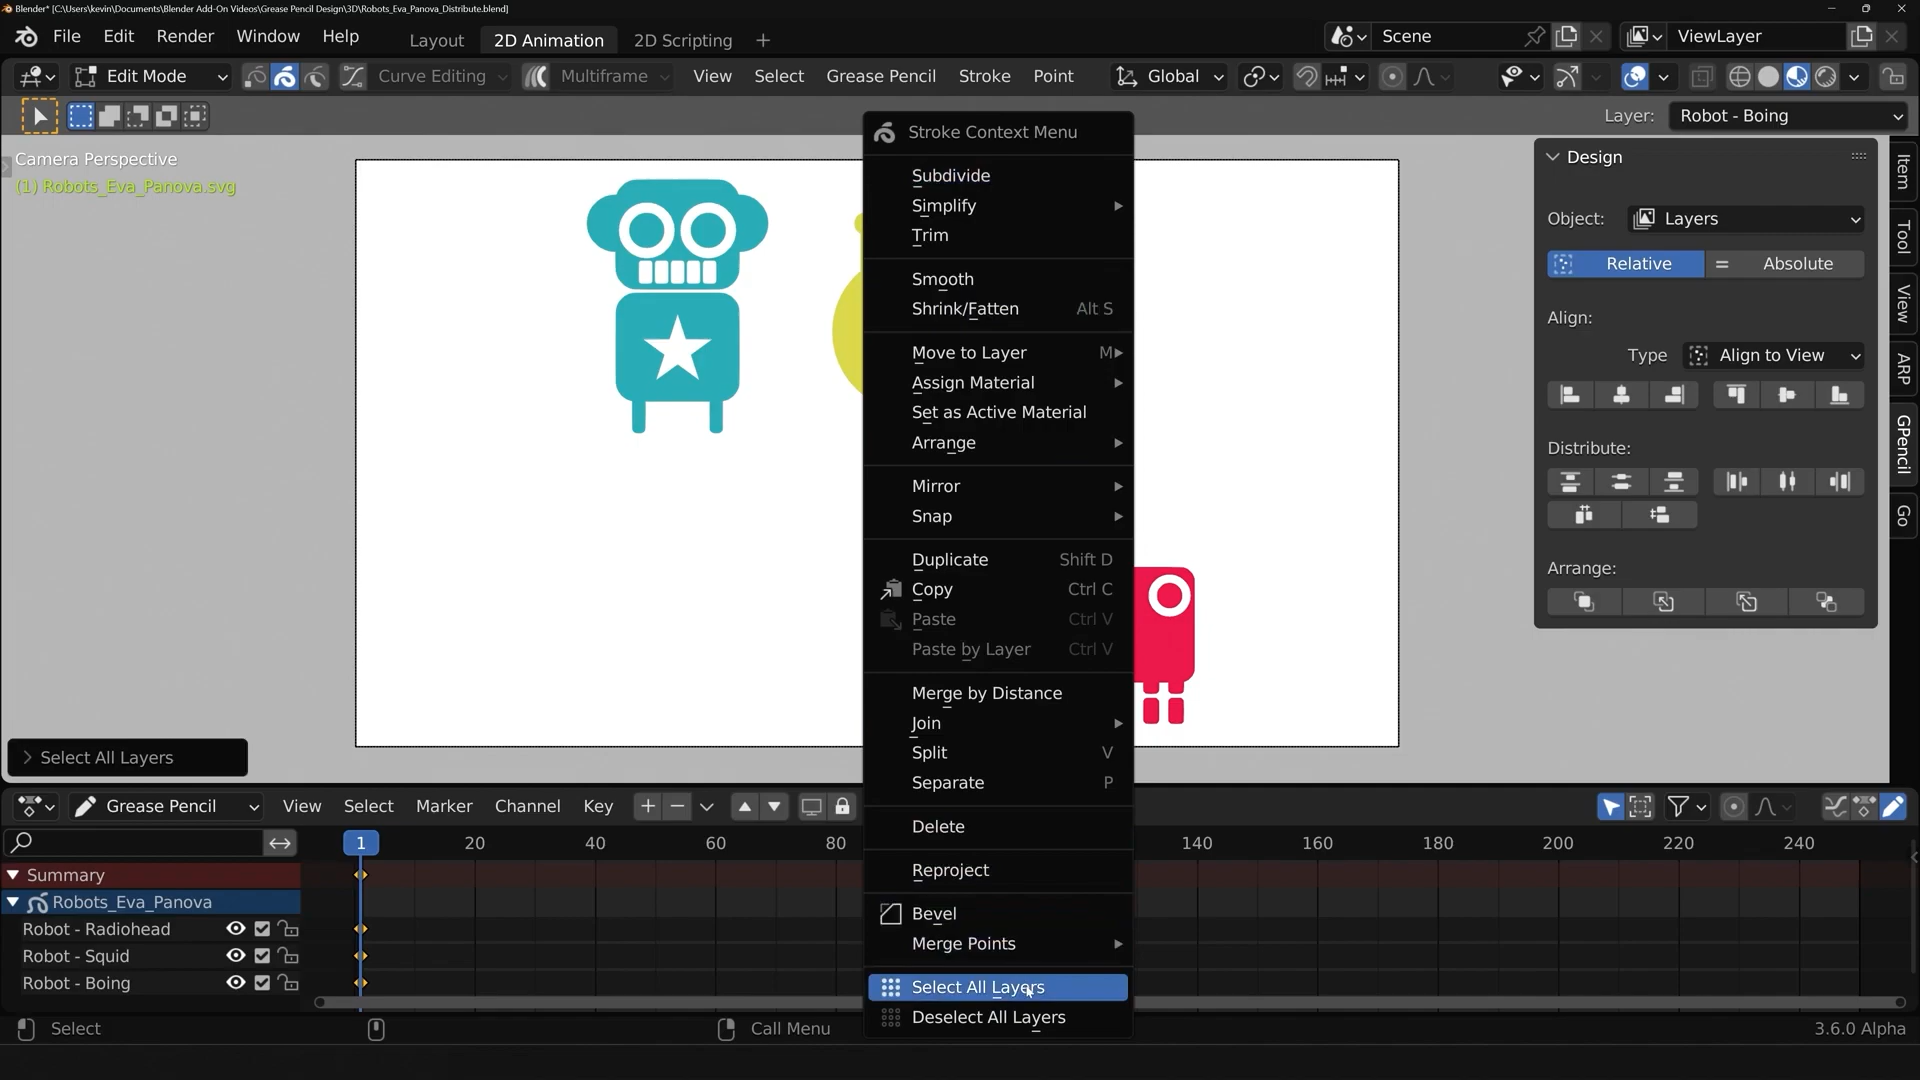 Blender* [C:\Users\kevin\Documents\Blender Add-On Videos\Grease Pencil Design\3D\Robots_Eva_Panova_Distribute.blend]
File Edit Render Window Help Layout 2D Animation 2D Scripting + Scene ViewLayer
Edit Mode Curve Editing Multiframe View Select Grease Pencil Stroke Point Global
Layer: Robot - Boing
Camera Perspective
(1) Robots_Eva_Panova.svg
Stroke Context Menu
Subdivide
Simplify
Trim
Smooth
Shrink/Fatten Alt S
Move to Layer M
Assign Material
Set as Active Material
Arrange
Mirror
Snap
Duplicate Shift D
Copy Ctrl C
Paste Ctrl V
Paste by Layer Ctrl V
Merge by Distance
Join
Split V
Separate P
Delete
Reproject
Bevel
Merge Points
Select All Layers
Deselect All Layers
Design
Object: Layers
Relative Absolute
Align:
Type Align to View
Distribute:
Arrange:
Item
Tool
View
ARP
GPencil
Go
Select All Layers
Grease Pencil View Select Marker Channel Key
1 20 40 60 80 140 160 180 200 220 240
Summary
Robots_Eva_Panova
Robot - Radiohead
Robot - Squid
Robot - Boing
Select Call Menu 3.6.0 Alpha